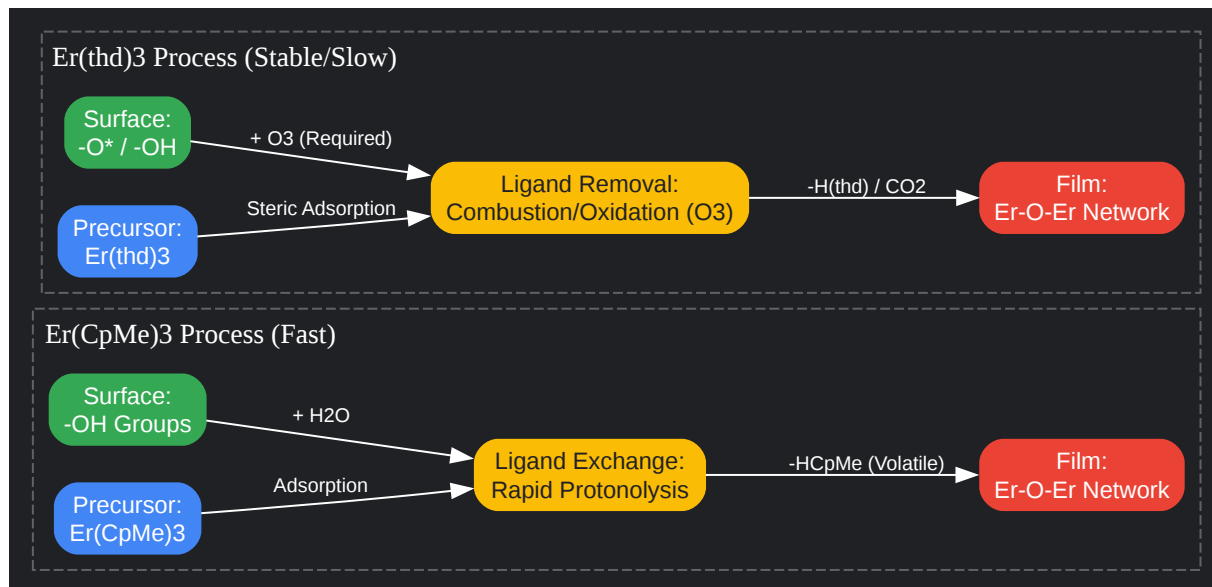 Er(thd)3 Process (Stable/Slow)
Surface:
-O* / -OH
+ O3 (Required)
Precursor:
Er(thd)3
Steric Adsorption
Ligand Removal:
Combustion/Oxidation (O3)
-H(thd) / CO2
Film:
Er-O-Er Network
Er(CpMe)3 Process (Fast)
Surface:
-OH Groups
+ H2O
Precursor:
Er(CpMe)3
Adsorption
Ligand Exchange:
Rapid Protonolysis
-HCpMe (Volatile)
Film:
Er-O-Er Network